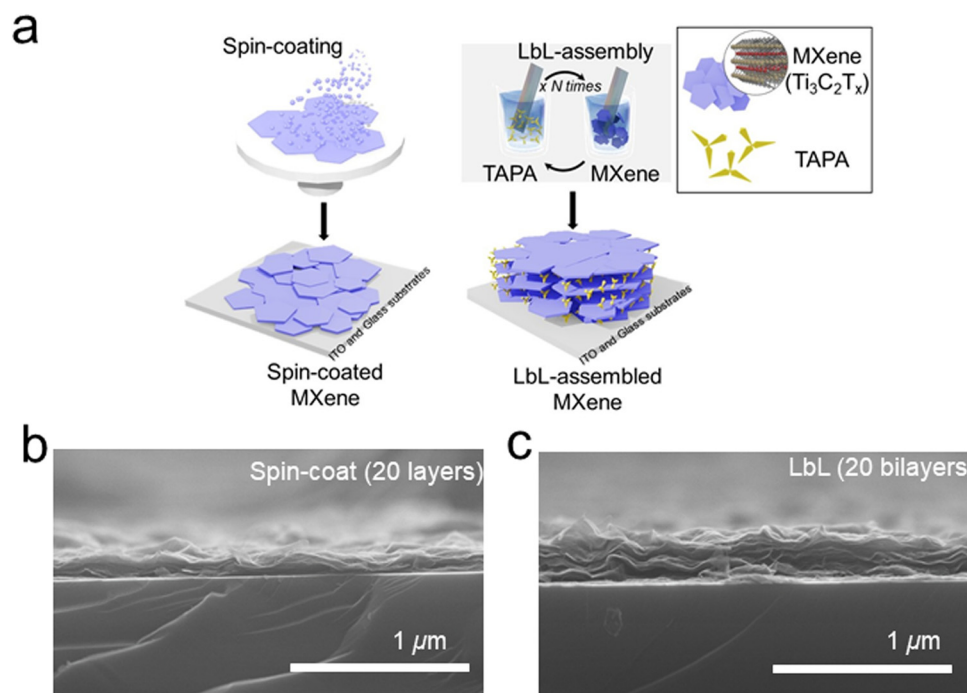 a
Spin-coating
LbL-assembly
x N times
TAPA
MXene
MXene
(Ti₃C₂Tₓ)
TAPA
ITO and Glass substrates
Spin-coated
MXene
ITO and Glass substrates
LbL-assembled
MXene
b
Spin-coat (20 layers)
1 µm
c
LbL (20 bilayers
1 µm